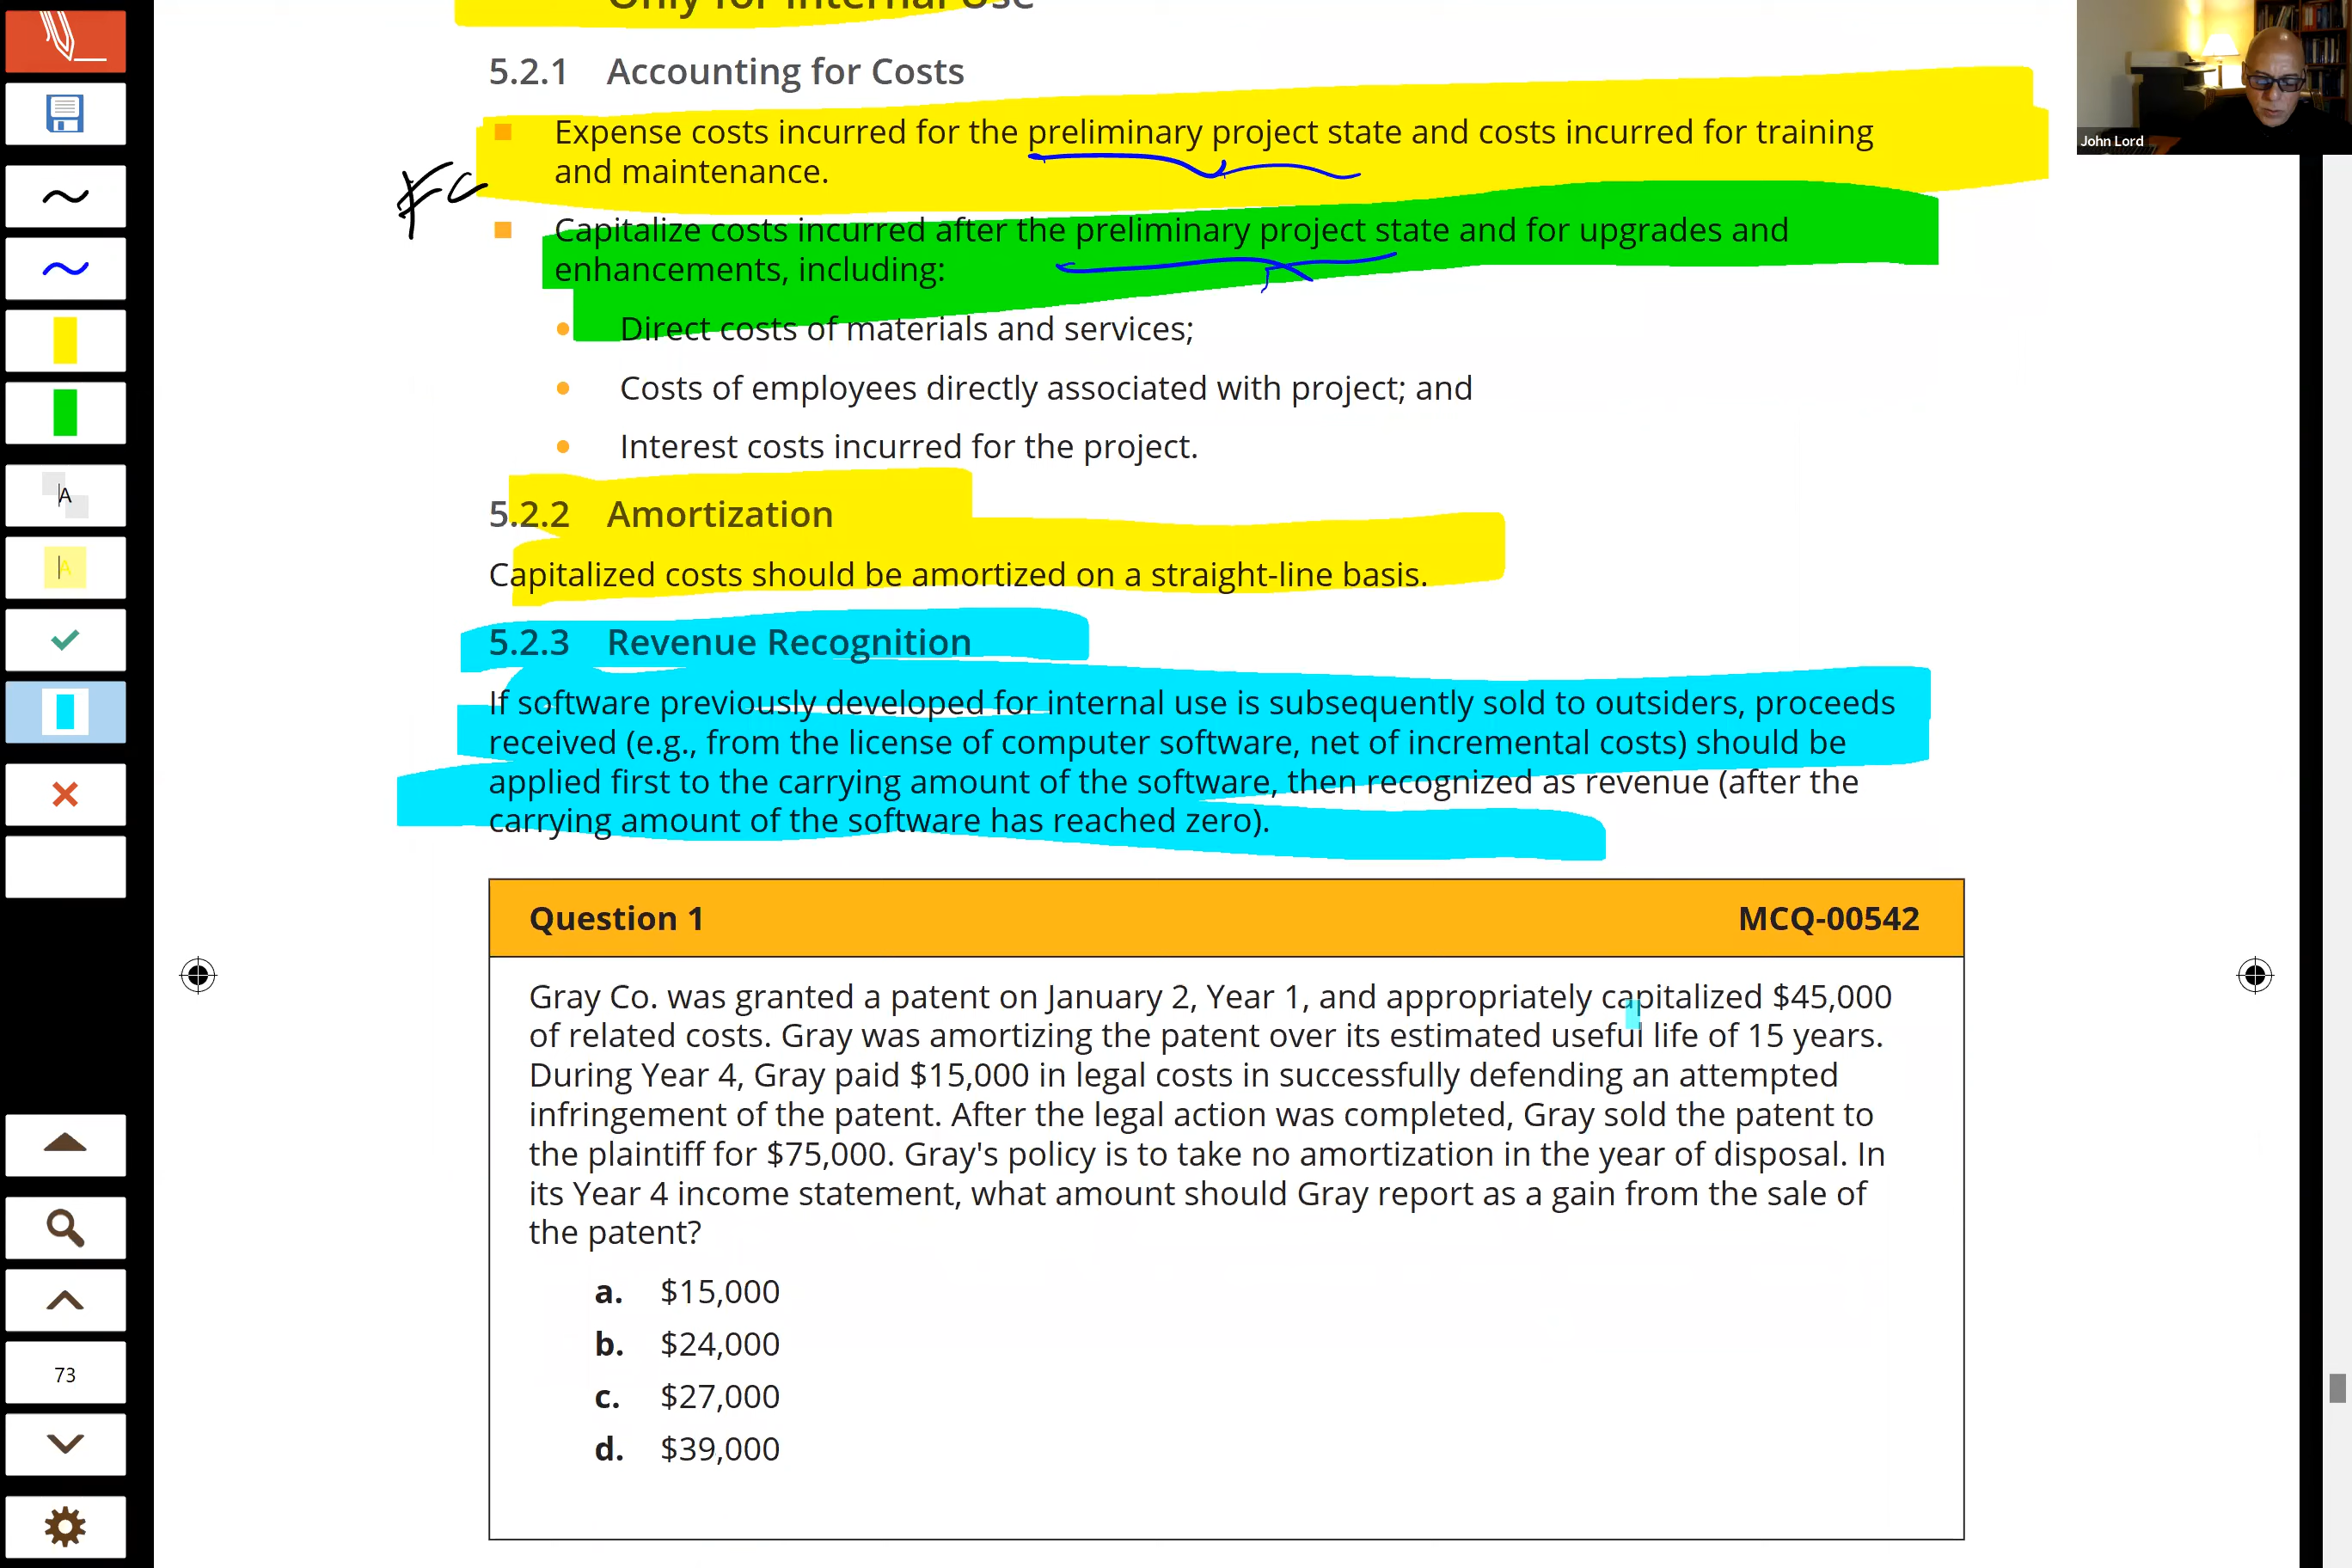 Only for Internal Use
John Lord
5.2.1 Accounting for Costs
Expense costs incurred for the preliminary project state and costs incurred for training
and maintenance.
Capitalize costs incurred after the preliminary project state and for upgrades and
enhancements, including:
Direct costs of materials and services;
Costs of employees directly associated with project; and
Interest costs incurred for the project.
5.2.2 Amortization
Capitalized costs should be amortized on a straight-line basis.
5.2.3 Revenue Recognition
If software previously developed for internal use is subsequently sold to outsiders, proceeds
received (e.g., from the license of computer software, net of incremental costs) should be
applied first to the carrying amount of the software, then recognized as revenue (after the
carrying amount of the software has reached zero).
Question 1 MCQ-00542
Gray Co. was granted a patent on January 2, Year 1, and appropriately capitalized $45,000
of related costs. Gray was amortizing the patent over its estimated useful life of 15 years.
During Year 4, Gray paid $15,000 in legal costs in successfully defending an attempted
infringement of the patent. After the legal action was completed, Gray sold the patent to
the plaintiff for $75,000. Gray's policy is to take no amortization in the year of disposal. In
its Year 4 income statement, what amount should Gray report as a gain from the sale of
the patent?
a. $15,000
b. $24,000
c. $27,000
d. $39,000
A
A
73